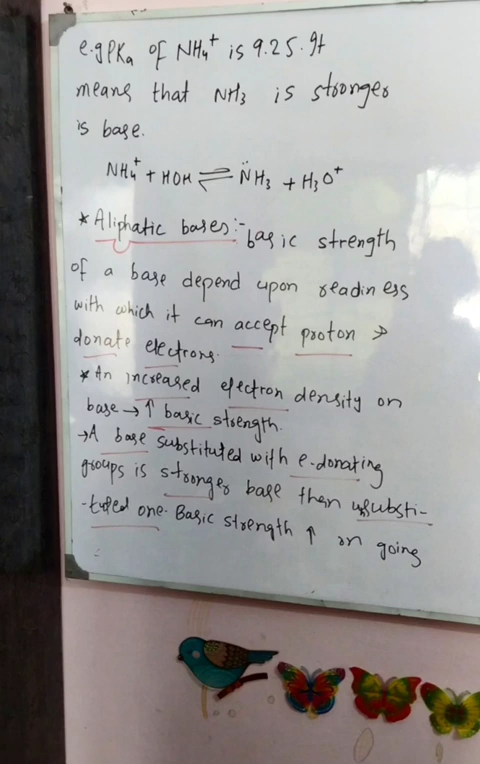 e.g PKa of NH4+ is 9.25. It
means that NH3 is stronger
is base.
NH4+ + HOH ⇌ N̈H3 + H3O+
* Aliphatic bases:- basic strength
of a base depend upon readiness
with which it can accept proton →
donate electrons.
* An increased electron density on
base → ↑ basic strength.
→ A base substituted with e-donating
groups is stronger base then unsubsti-
-tuted one. Basic strength ↑ on going